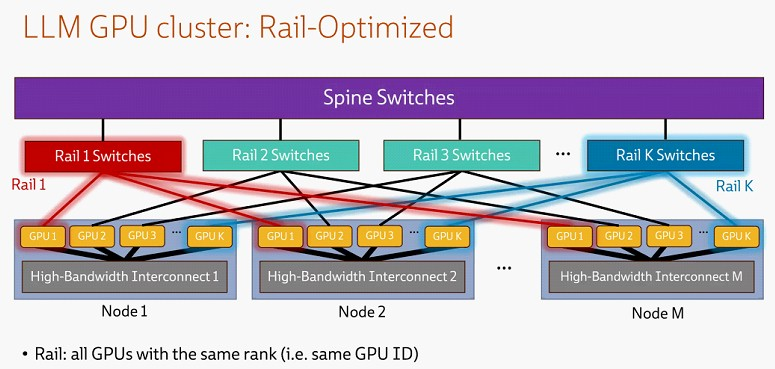 LLM GPU cluster: Rail-Optimized
Spine Switches
Rail 1 Switches
Rail 2 Switches
Rail 3 Switches
...
Rail K Switches
Rail 1
Rail K
GPU 1
GPU 2
GPU 3
...
GPU K
GPU 1
GPU 2
GPU 3
...
GPU K
GPU 1
GPU 2
GPU 3
...
GPU K
High-Bandwidth Interconnect 1
High-Bandwidth Interconnect 2
...
High-Bandwidth Interconnect M
Node 1
Node 2
Node M
• Rail: all GPUs with the same rank (i.e. same GPU ID)